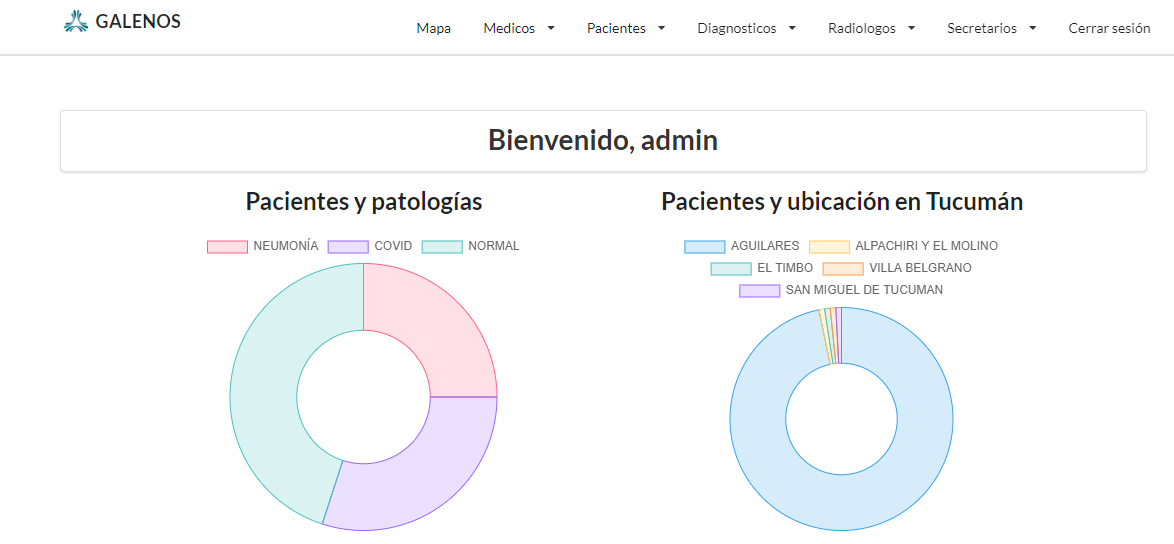 GALENOS
Mapa Medicos Pacientes Diagnosticos Radiologos Secretarios Cerrar sesión
Bienvenido, admin
Pacientes y patologías
NEUMONÍA COVID NORMAL
Pacientes y ubicación en Tucumán
AGUILARES ALPACHIRI Y EL MOLINO
EL TIMBO VILLA BELGRANO
SAN MIGUEL DE TUCUMAN